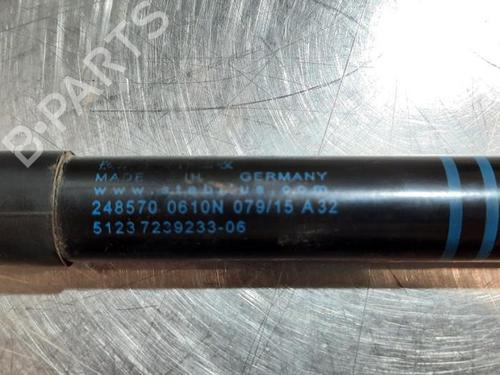 B-PARTS
MADE IN GERMANY
www.stabilus.com
248570 0610N 079/15 A32
5123 7239233-06